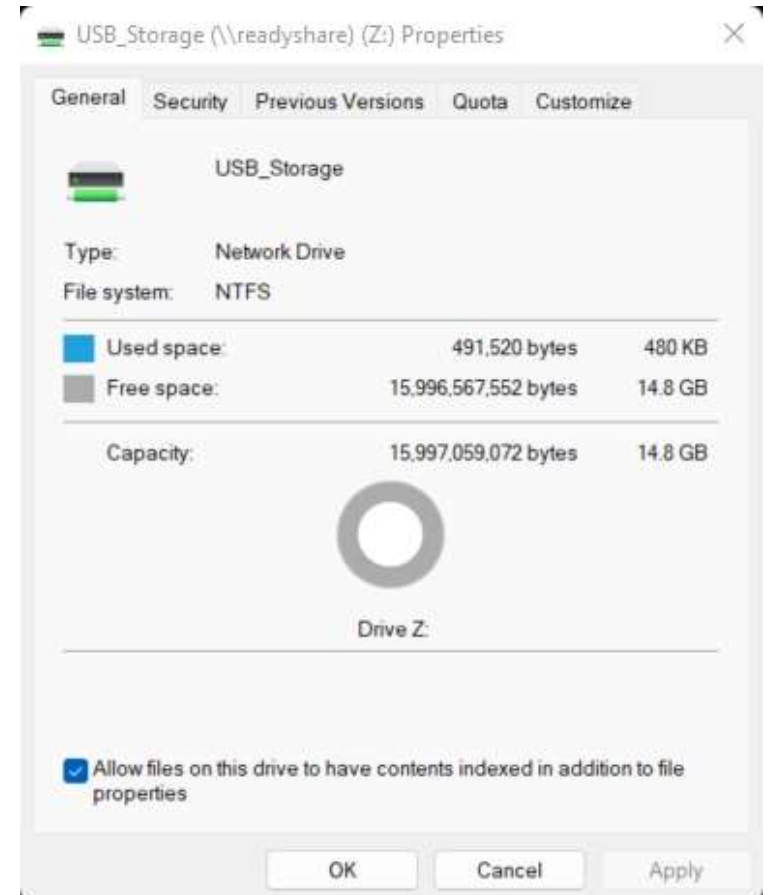 USB_Storage (\\readyshare) (Z:) Properties
General Security Previous Versions Quota Customize
USB_Storage
Type: Network Drive
File system: NTFS
Used space: 491,520 bytes 480 KB
Free space: 15,996,567,552 bytes 14.8 GB
Capacity: 15,997,059,072 bytes 14.8 GB
Drive Z:
Allow files on this drive to have contents indexed in addition to file
properties
OK Cancel Apply